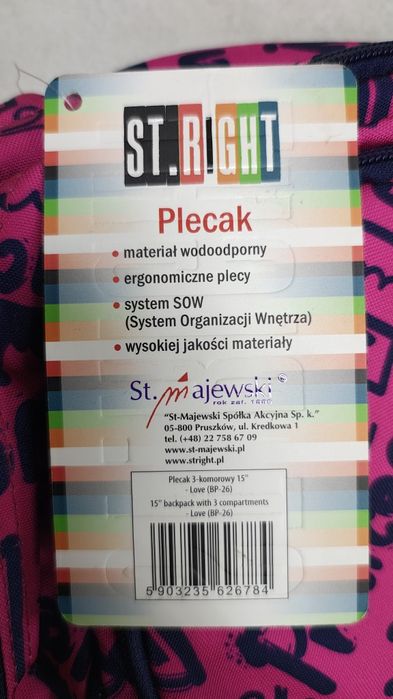 ST.RIGHT
Plecak
• materiał wodoodporny
• ergonomiczne plecy
• system SOW
(System Organizacji Wnętrza)
• wysokiej jakości materiały
St. Majewski ®
rok zał.
"St-Majewski Spółka Akcyjna Sp. k."
05-800 Pruszków, ul. Kredkowa 1
tel. (+48) 22 758 67 09
www.st-majewski.pl
www.stright.pl
Plecak 3-komorowy 15"
- Love (BP-26)
15" backpack with 3 compartments
- Love (BP-26)
5 903235 626784